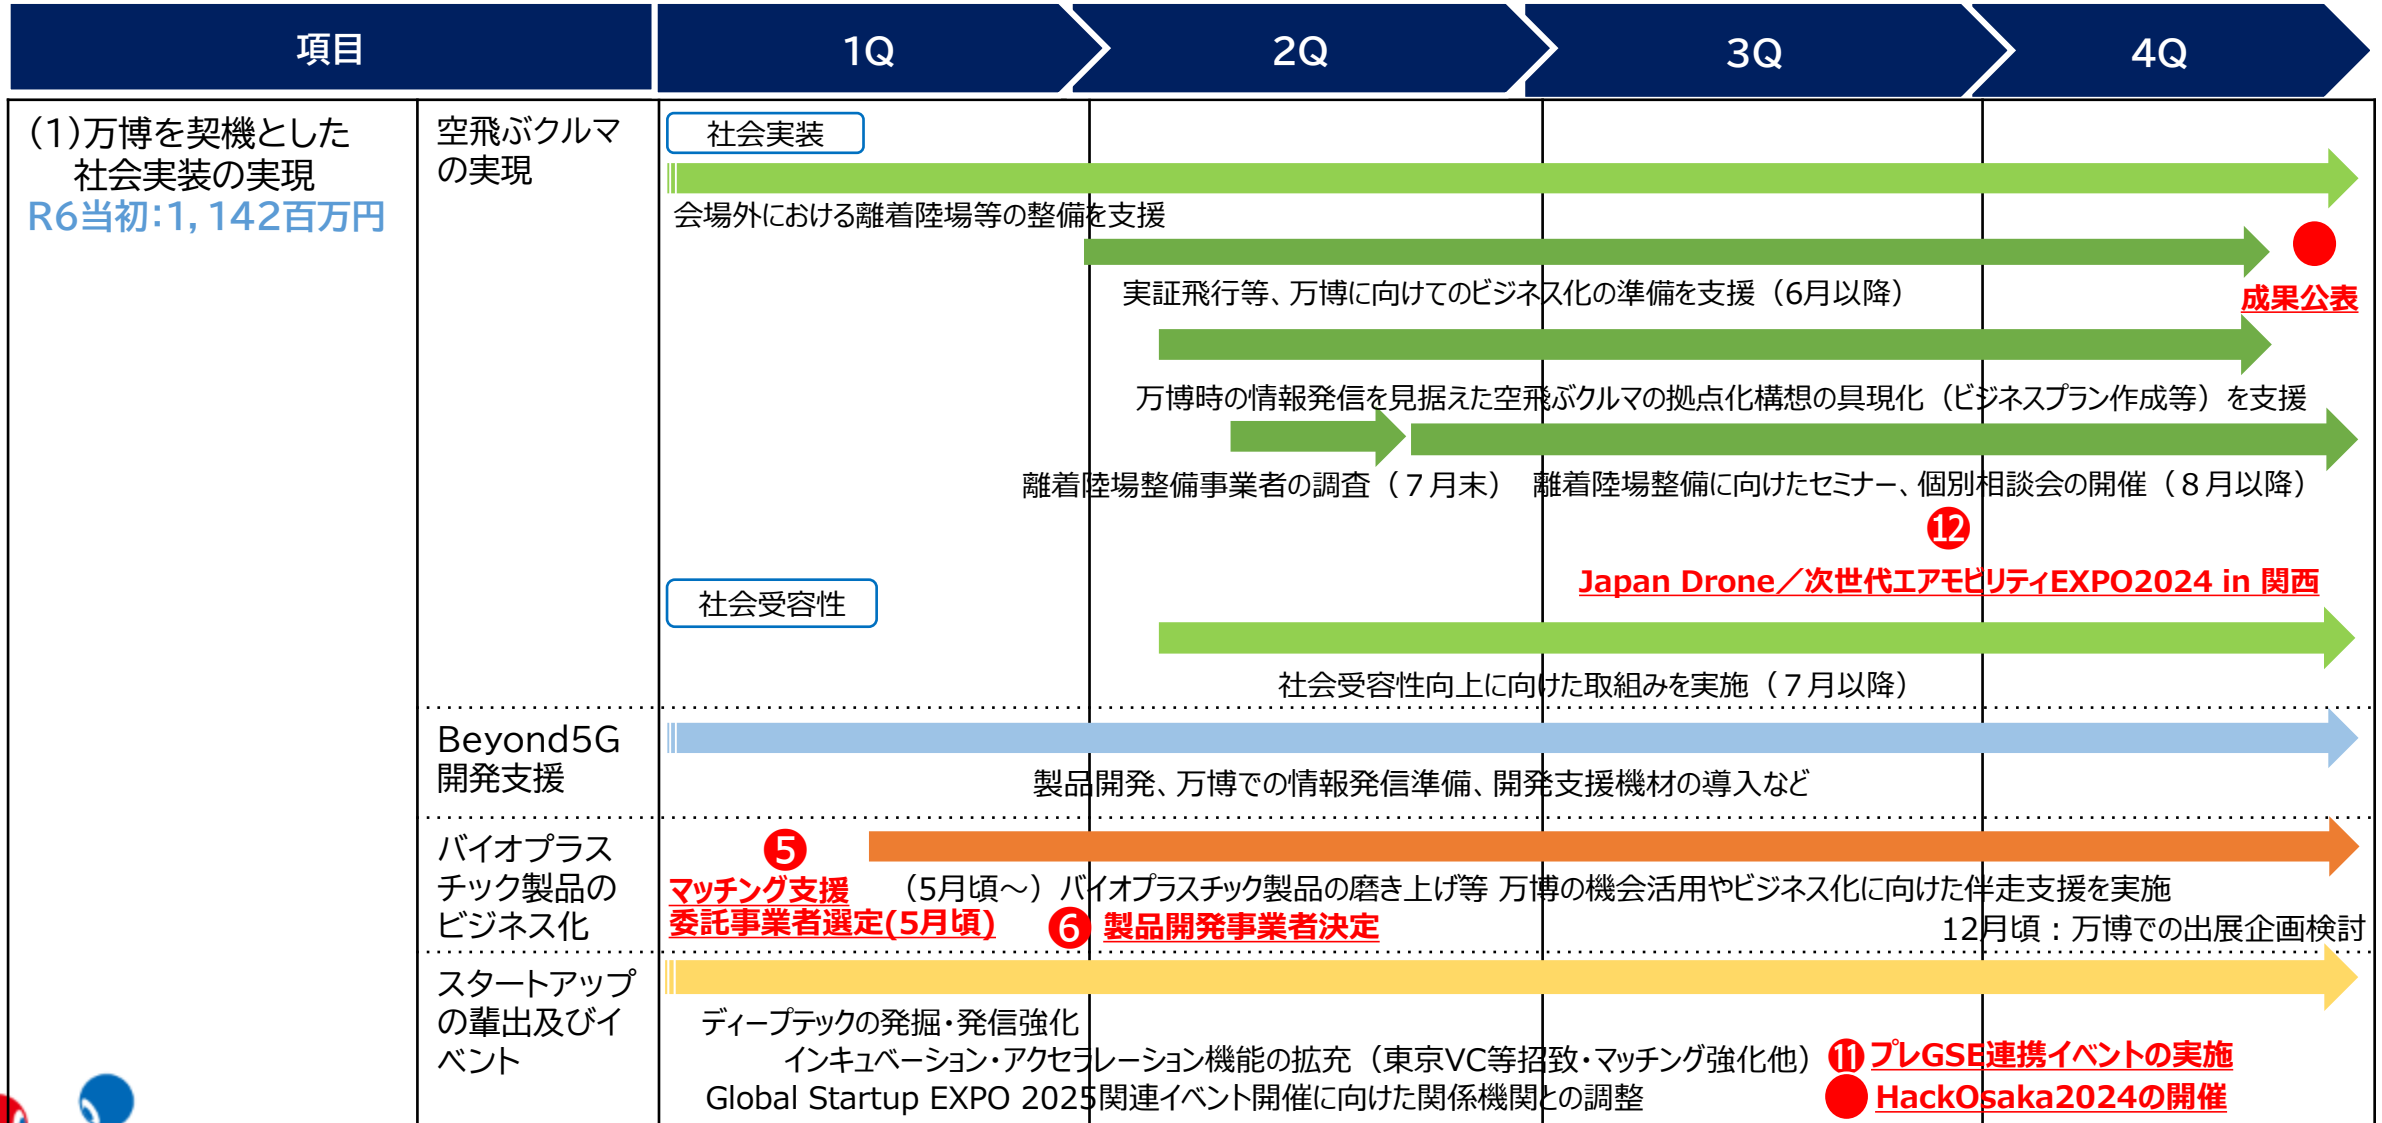 項目
1Q
2Q
3Q
4Q
(1)万博を契機とした
社会実装の実現
R6当初：1,142百万円
空飛ぶクルマ
の実現
社会実装
会場外における離着陸場等の整備を支援
実証飛行等、万博に向けてのビジネス化の準備を支援（6月以降）
成果公表
万博時の情報発信を見据えた空飛ぶクルマの拠点化構想の具現化（ビジネスプラン作成等）を支援
離着陸場整備事業者の調査（７月末）
離着陸場整備に向けたセミナー、個別相談会の開催（８月以降）
⓬
Japan Drone／次世代エアモビリティEXPO2024 in 関西
社会受容性
社会受容性向上に向けた取組みを実施（７月以降）
Beyond5G
開発支援
製品開発、万博での情報発信準備、開発支援機材の導入など
バイオプラス
チック製品の
ビジネス化
❺
マッチング支援
委託事業者選定(5月頃)
（5月頃～）バイオプラスチック製品の磨き上げ等 万博の機会活用やビジネス化に向けた伴走支援を実施
❻ 製品開発事業者決定
12月頃：万博での出展企画検討
スタートアップ
の輩出及びイ
ベント
ディープテックの発掘・発信強化
インキュベーション・アクセラレーション機能の拡充（東京VC等招致・マッチング強化他）
⓫ プレGSE連携イベントの実施
Global Startup EXPO 2025関連イベント開催に向けた関係機関との調整
HackOsaka2024の開催